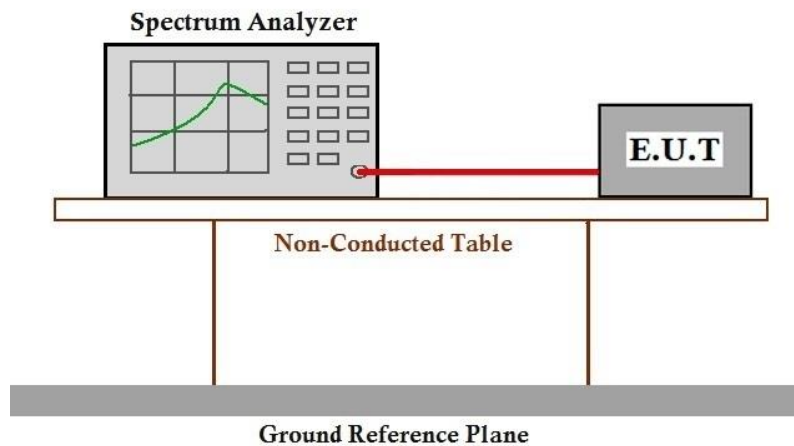 Spectrum Analyzer
E.U.T
Non-Conducted Table
Ground Reference Plane